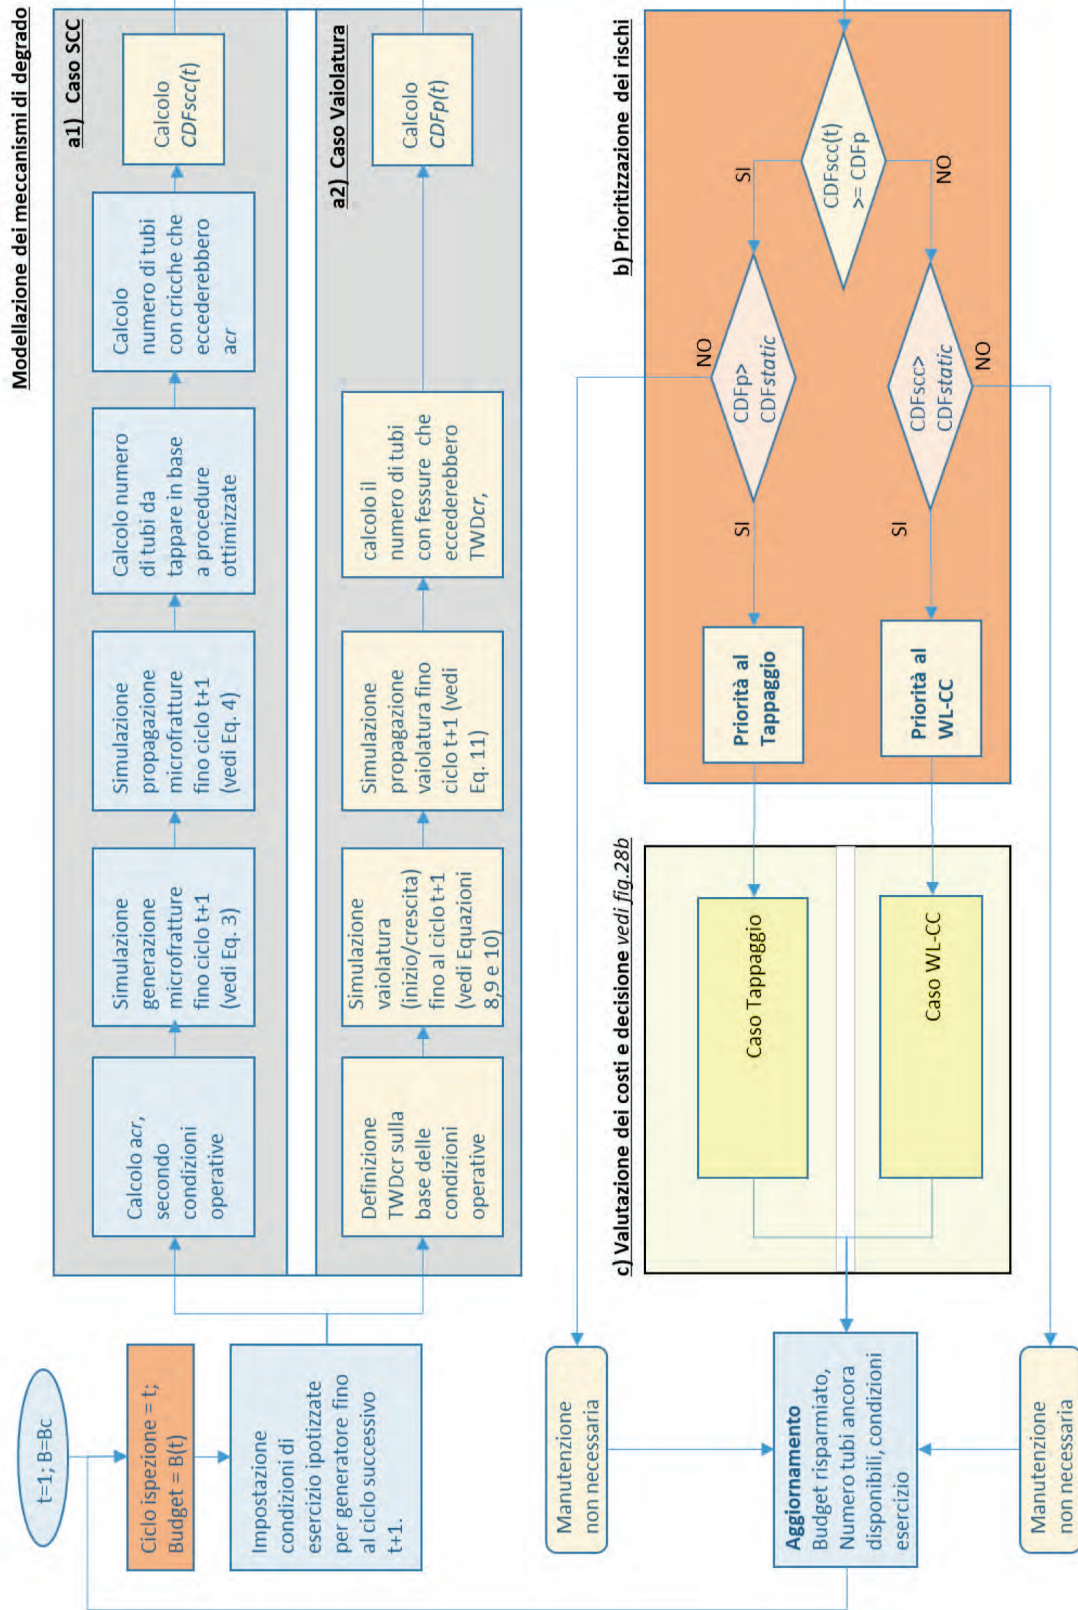 Modellazione dei meccanismi di degrado
t=1; B=Bc
Ciclo ispezione = t;
Budget = B(t)
Impostazione
condizioni di
esercizio ipotizzate
per generatore fino
al ciclo successivo
t+1.
a1) Caso SCC
Calcolo acr,
secondo
condizioni
operative
Simulazione
generazione
microfratture
fino ciclo t+1
(vedi Eq. 3)
Simulazione
propagazione
microfratture
fino ciclo t+1
(vedi Eq. 4)
Calcolo numero
di tubi da
tappare in base
a procedure
ottimizzate
Calcolo
numero di tubi
con cricche che
eccederebbero
acr
Calcolo
CDFscc(t)
a2) Caso Vaiolatura
Definizione
TWDcr sulla
base delle
condizioni
operative
Simulazione
vaiolatura
(inizio/crescita)
fino al ciclo t+1
(vedi Equazioni
8,9 e 10)
Simulazione
propagazione
vaiolatura fino
ciclo t+1 (vedi
Eq. 11)
calcolo il
numero di tubi
con fessure che
eccederebbero
TWDcr,
Calcolo
CDFp(t)
b) Prioritizzazione dei rischi
CDFscc(t)
>= CDFp
SI
NO
CDFp>
CDFstatic
NO
SI
CDFscc>
CDFstatic
NO
SI
Priorità al
Tappaggio
Priorità al
WL-CC
c) Valutazione dei costi e decisione vedi fig.28b
Caso Tappaggio
Caso WL-CC
Manutenzione
non necessaria
Aggiornamento
Budget risparmiato,
Numero tubi ancora
disponibili, condizioni
esercizio
Manutenzione
non necessaria